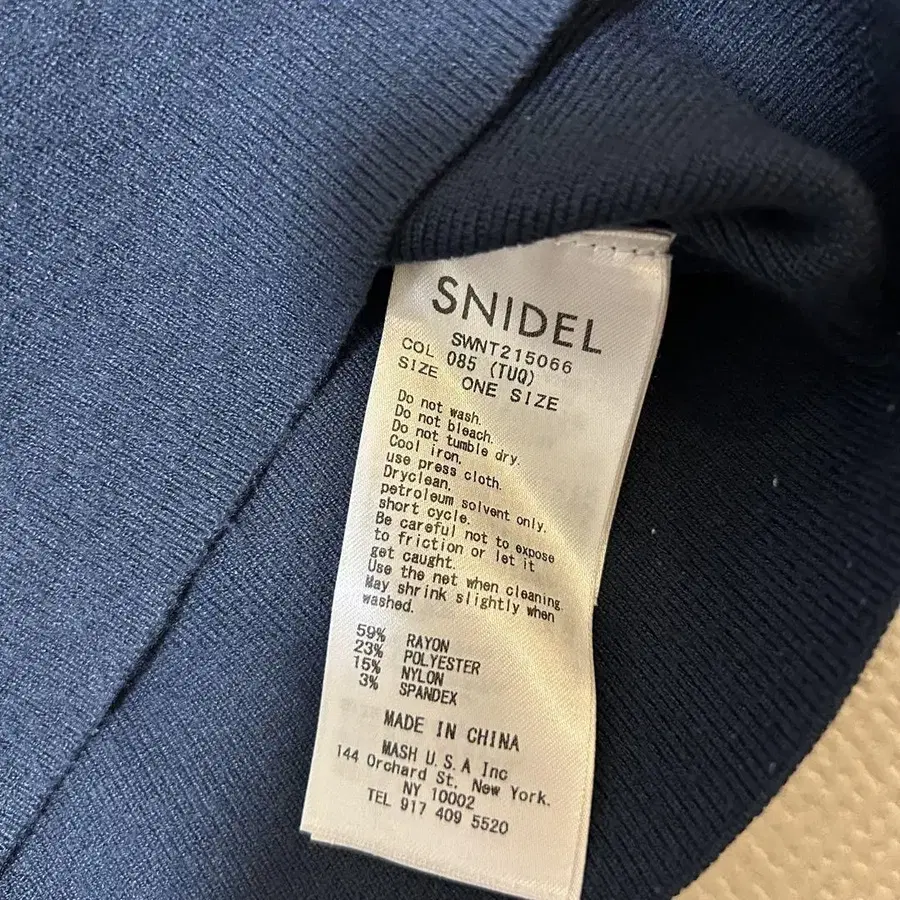 SNIDEL
SWNT215066
COL 085 (TUQ)
SIZE ONE SIZE
Do not wash.
Do not bleach.
Do not tumble dry.
Cool iron,
use press cloth.
Dryclean,
petroleum solvent only,
short cycle.
Be careful not to expose
to friction or let it
get caught.
Use the net when cleaning.
May shrink slightly when
washed.
59% RAYON
23% POLYESTER
15% NYLON
3% SPANDEX
MADE IN CHINA
MASH U.S.A Inc
144 Orchard St. New York.
NY 10002
TEL 917 409 5520